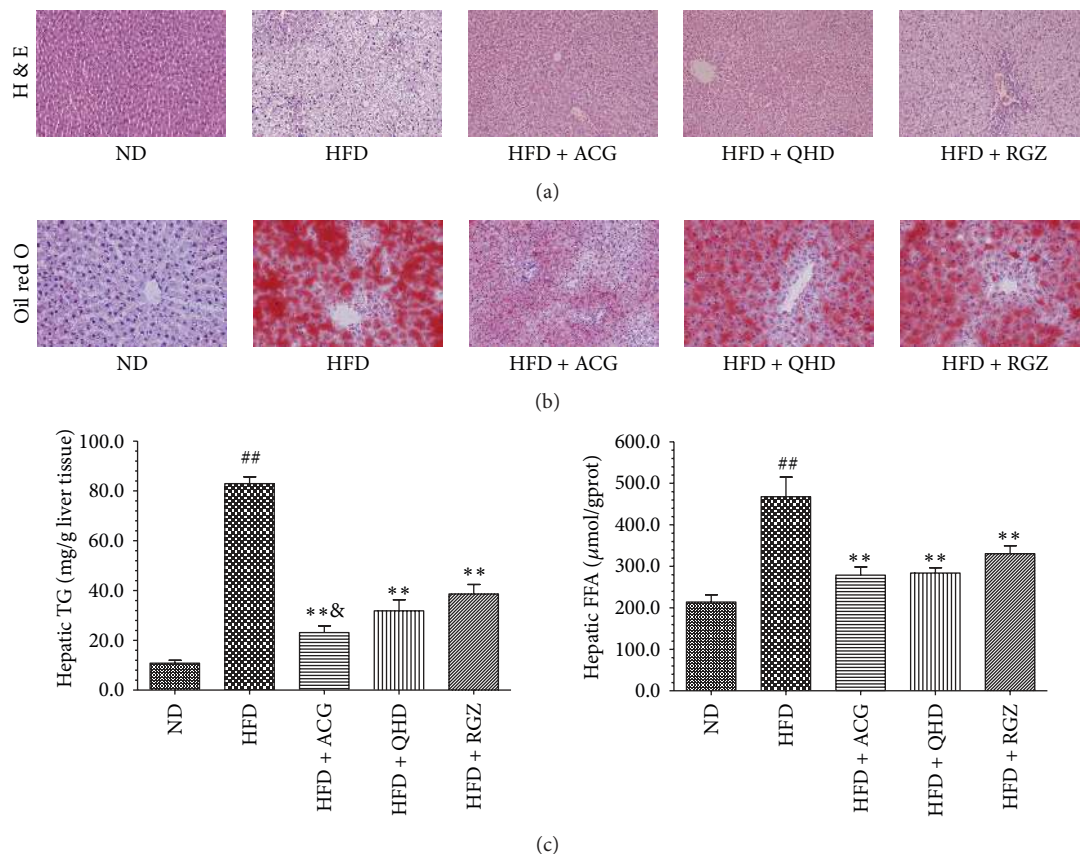 H & E
ND
HFD
HFD + ACG
HFD + QHD
HFD + RGZ
(a)
Oil red O
ND
HFD
HFD + ACG
HFD + QHD
HFD + RGZ
(b)
Hepatic TG (mg/g liver tissue)
100.0
80.0
60.0
40.0
20.0
0.0
##
**&
**
**
ND
HFD
HFD + ACG
HFD + QHD
HFD + RGZ
Hepatic FFA (μmol/gprot)
600.0
500.0
400.0
300.0
200.0
100.0
0.0
##
**
**
**
ND
HFD
HFD + ACG
HFD + QHD
HFD + RGZ
(c)